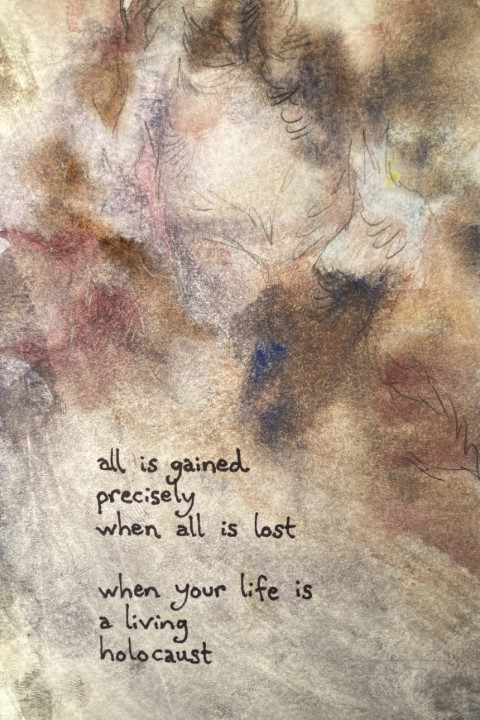 all is gained
precisely
when all is lost
when your life is
a living
holocaust